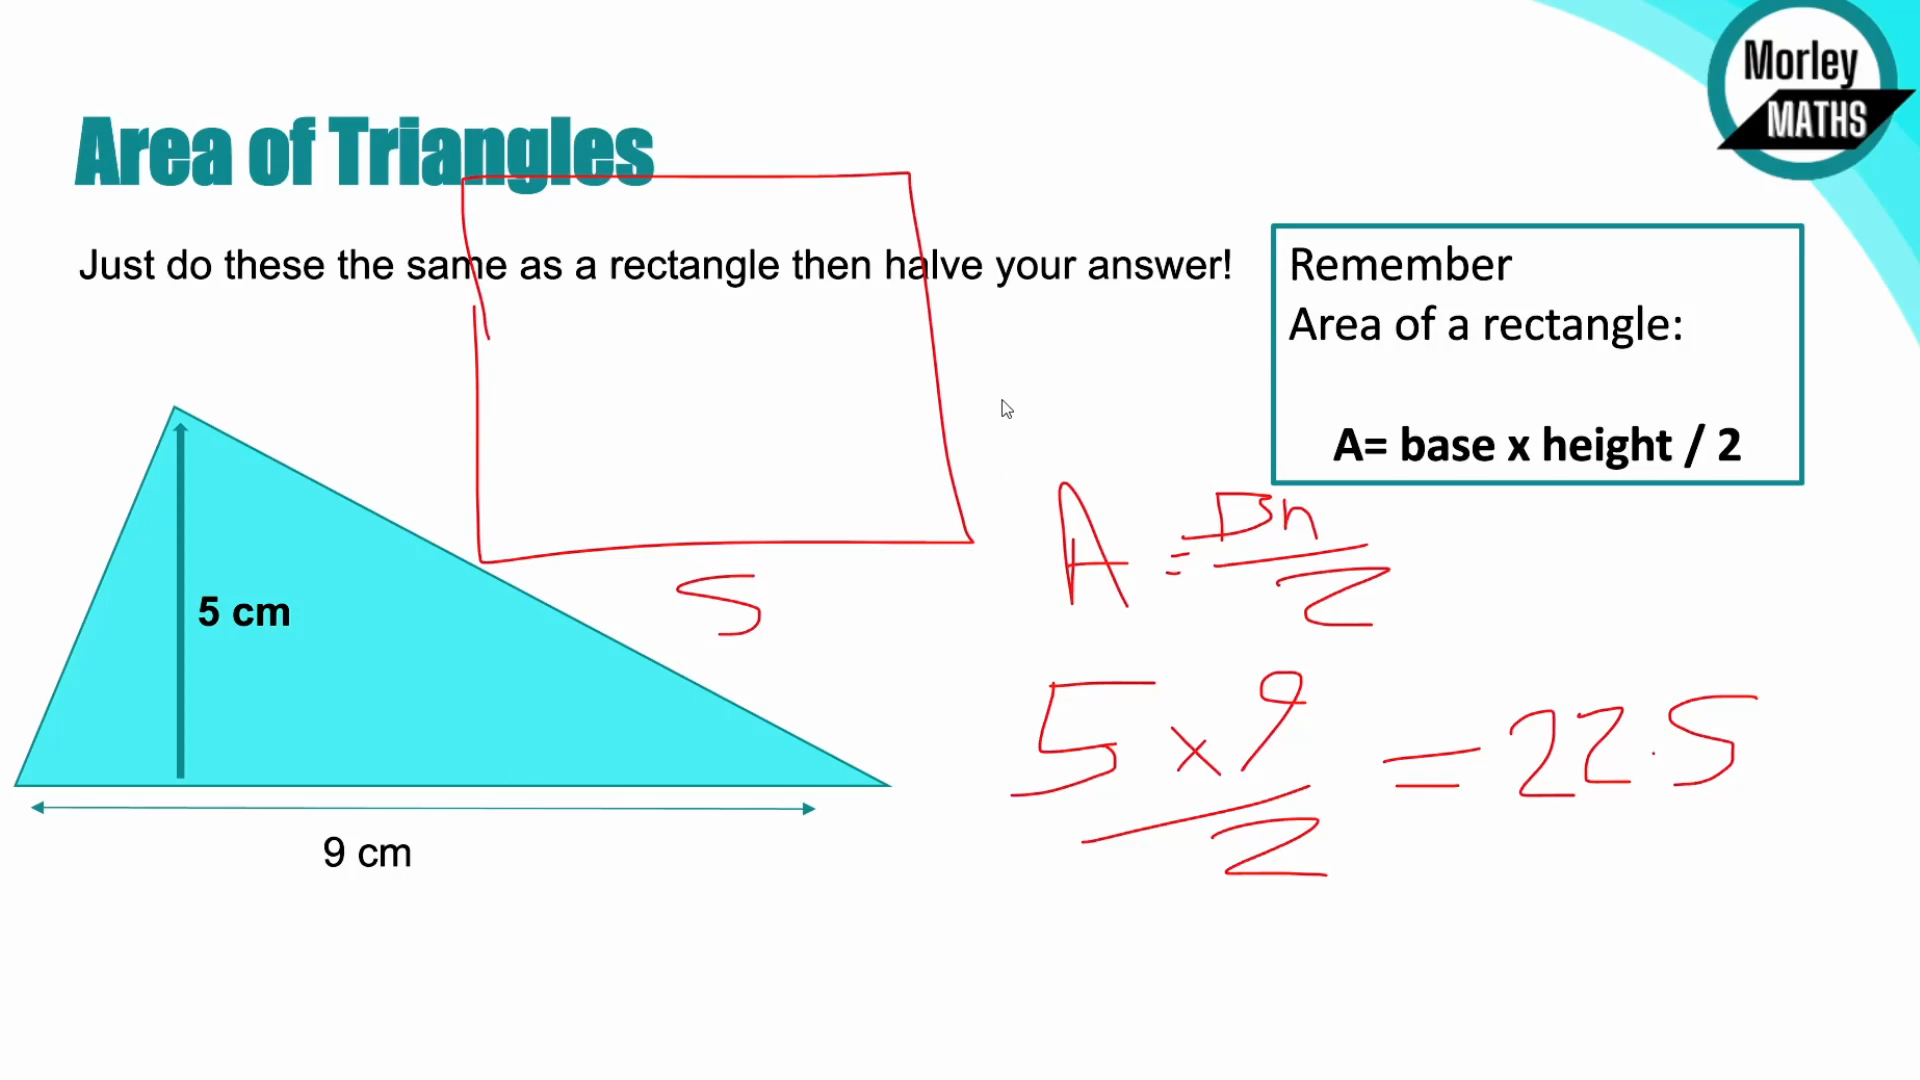 Morley
MATHS
Area of Triangles
Just do these the same as a rectangle then halve your answer!
Remember
Area of a rectangle:
A= base x height / 2
A = Bh
2
5 cm
5
5 x 9 = 22.5
2
9 cm